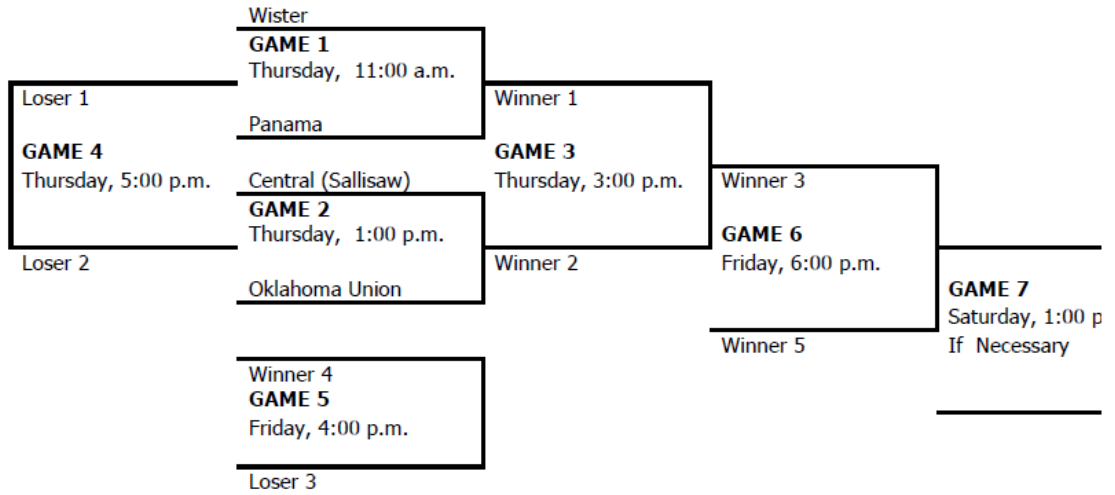 Wister
GAME 1
Thursday, 11:00 a.m.
Panama
Loser 1
GAME 4
Thursday, 5:00 p.m.
Loser 2
Central (Sallisaw)
GAME 2
Thursday, 1:00 p.m.
Oklahoma Union
Winner 1
GAME 3
Thursday, 3:00 p.m.
Winner 2
Winner 4
GAME 5
Friday, 4:00 p.m.
Loser 3
Winner 3
GAME 6
Friday, 6:00 p.m.
Winner 5
GAME 7
Saturday, 1:00 p
If Necessary